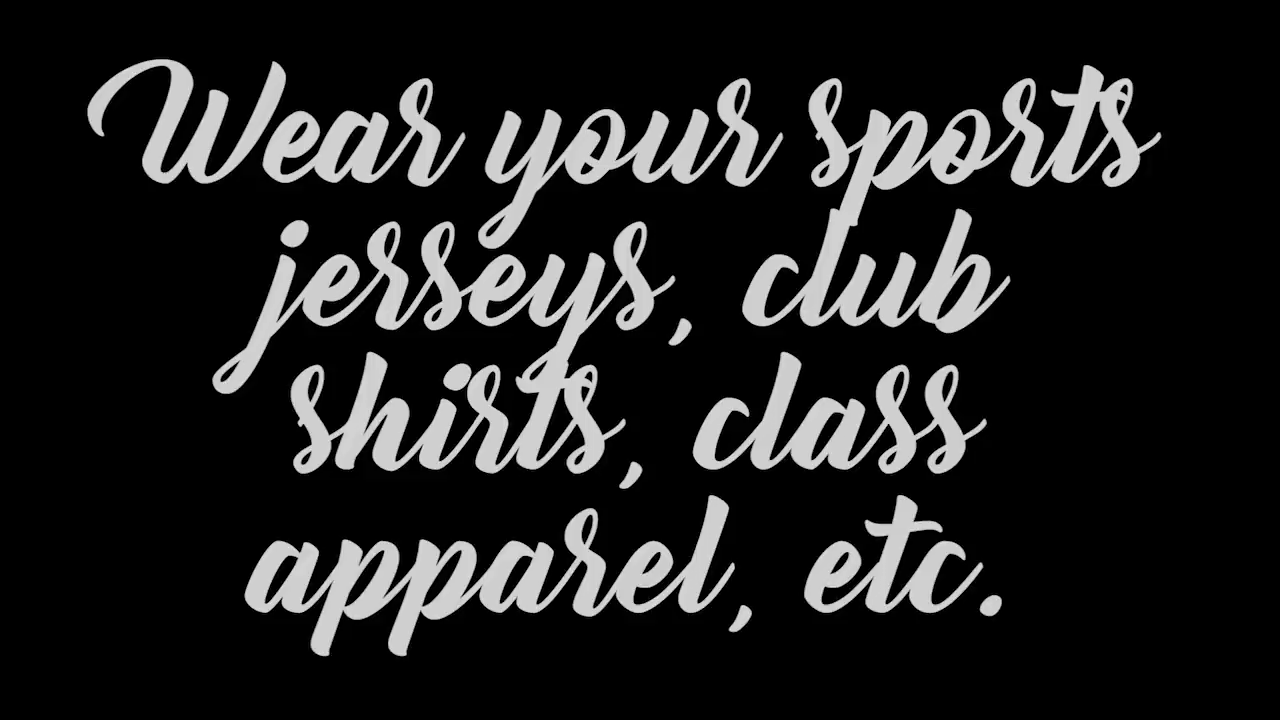 Wear your sports
jerseys, club
shirts, class
apparel, etc.